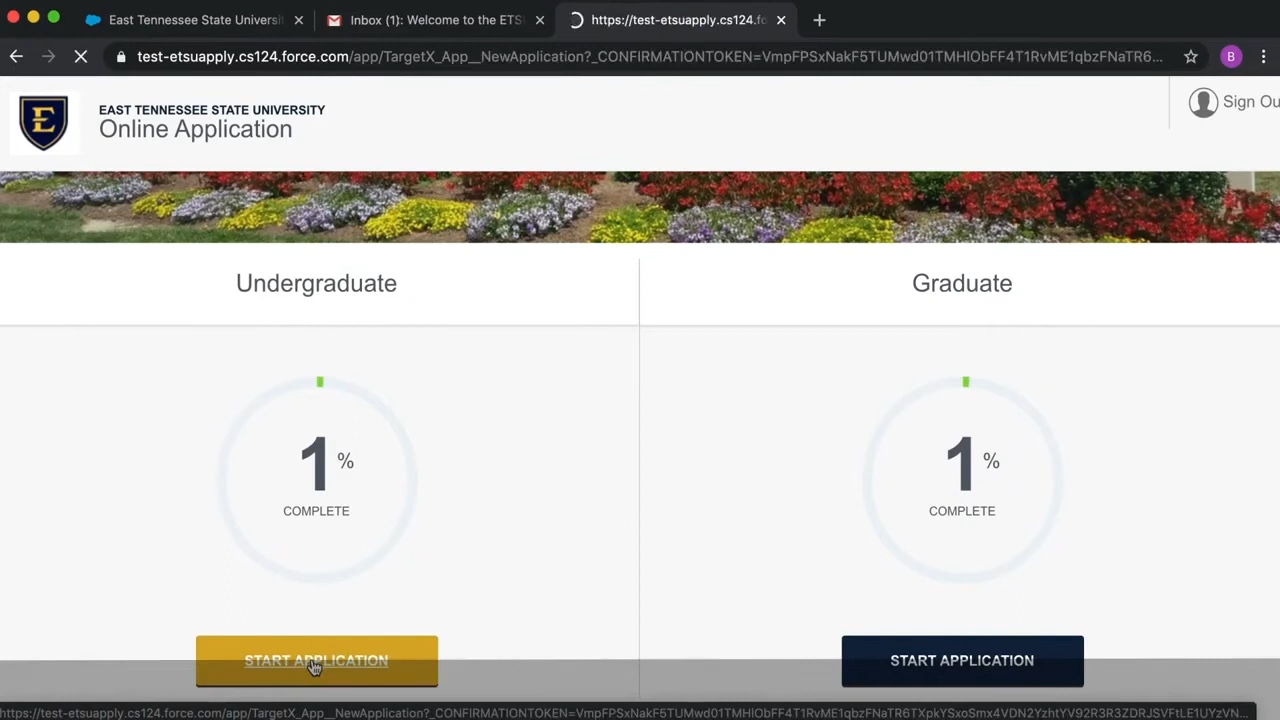 East Tennessee State Universi
Inbox (1): Welcome to the ETS
https://test-etsuapply.cs124.fo
test-etsuapply.cs124.force.com/app/TargetX_App__NewApplication?_CONFIRMATIONTOKEN=VmpFPSxNakF5TUMwd01TMHlObFF4T1RvME1qbzFNaTR6...
B
E
EAST TENNESSEE STATE UNIVERSITY
Online Application
Sign Ou
Undergraduate
Graduate
1 %
COMPLETE
1 %
COMPLETE
START APPLICATION
START APPLICATION
https://test-etsuapply.cs124.force.com/app/TargetX_App__NewApplication?_CONFIRMATIONTOKEN=VmpFPSxNakF5TUMwd01TMHlObFF4T1RvME1qbzFNaTR6TXpkYSxoSmx4VDN2YzhtYV92R3R3ZDRJSVFtLE1UYzVN...